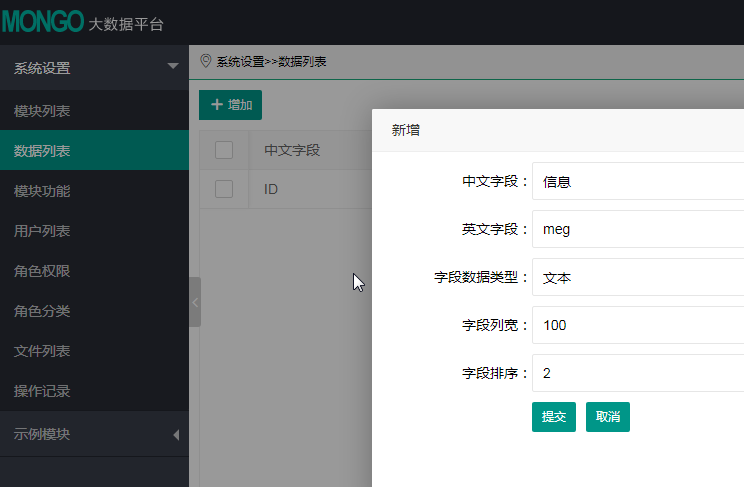 MONGO 大数据平台
系统设置
模块列表
数据列表
模块功能
用户列表
角色权限
角色分类
文件列表
操作记录
示例模块
系统设置>>数据列表
+ 增加
中文字段
ID
新增
中文字段： 信息
英文字段： meg
字段数据类型： 文本
字段列宽： 100
字段排序： 2
提交 取消